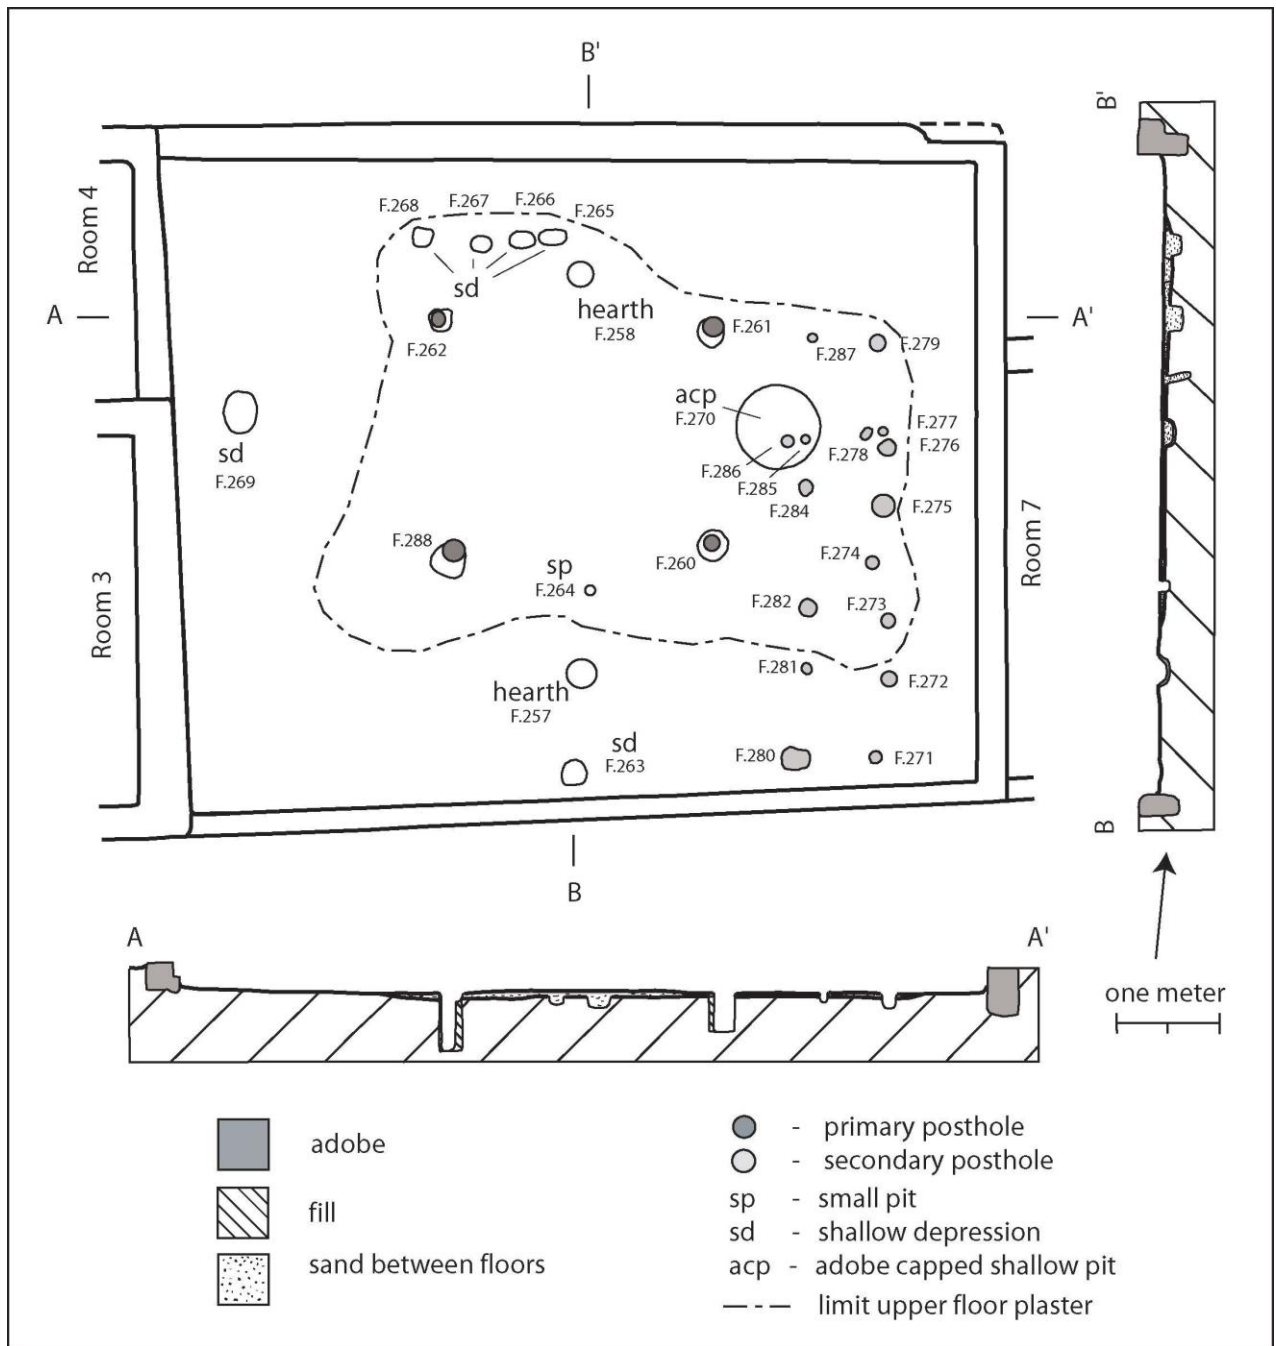 B'
B'
Room 4
F.268
F.267
F.266
F.265
sd
hearth
F.258
A
A'
F.262
F.261
F.287
F.279
acp
F.270
sd
F.269
F.277
F.276
F.278
F.286
F.285
F.284
F.275
F.288
sp
F.264
F.260
F.274
Room 7
Room 3
F.282
F.273
F.281
F.272
hearth
F.257
sd
F.263
F.280
F.271
B
B
A
A'
one meter
adobe
fill
sand between floors
- primary posthole
- secondary posthole
sp - small pit
sd - shallow depression
acp - adobe capped shallow pit
limit upper floor plaster